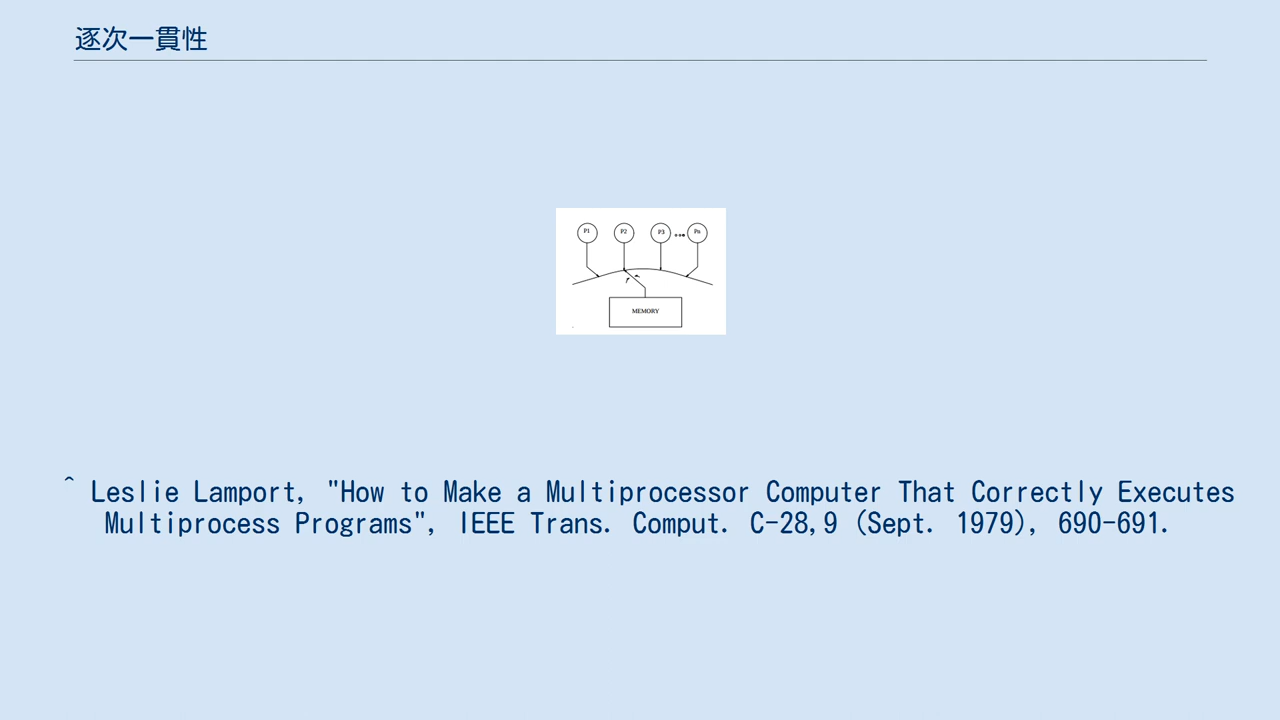 逐次一貫性
P1 P2 P3 Pn
MEMORY
^ Leslie Lamport, "How to Make a Multiprocessor Computer That Correctly Executes
Multiprocess Programs", IEEE Trans. Comput. C-28,9 (Sept. 1979), 690-691.